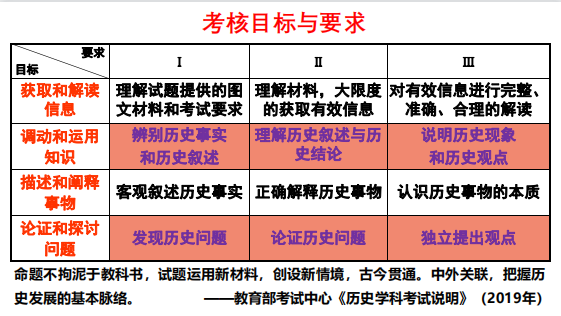 考核目标与要求
要求
目标
I
II
III
获取和解读
信息
理解试题提供的图
文材料和考试要求
理解材料，大限度
的获取有效信息
对有效信息进行完整、
准确、合理的解读
调动和运用
知识
辨别历史事实
和历史叙述
理解历史叙述与历
史结论
说明历史现象
和历史观点
描述和阐释
事物
客观叙述历史事实
正确解释历史事物
认识历史事物的本质
论证和探讨
问题
发现历史问题
论证历史问题
独立提出观点
命题不拘泥于教科书，试题运用新材料，创设新情境，古今贯通。中外关联，把握历
史发展的基本脉络。 ——教育部考试中心《历史学科考试说明》（2019年）